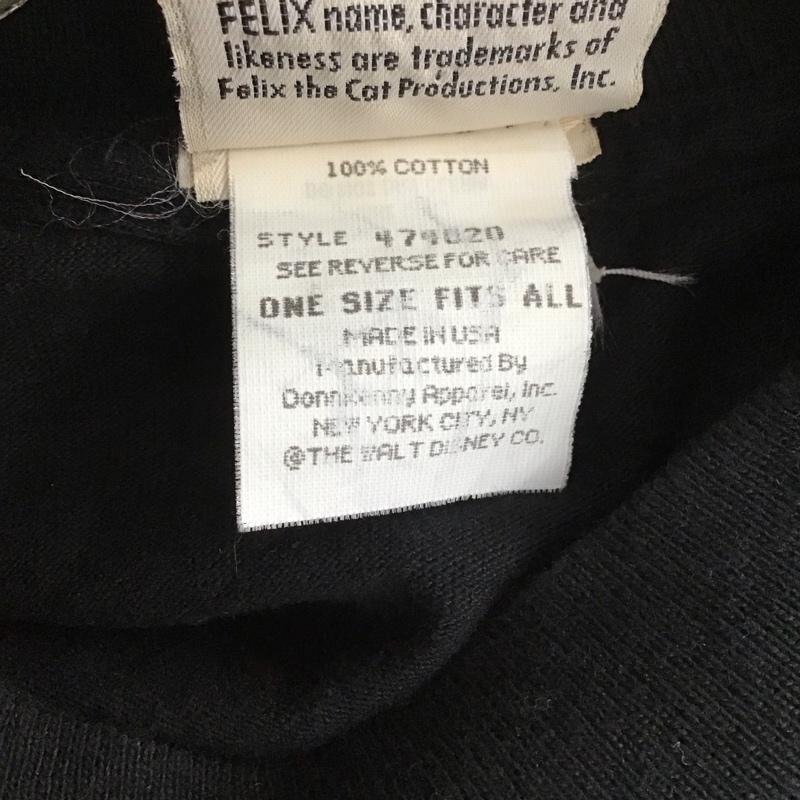 FELIX name, character and
likeness are trademarks of
Felix the Cat Productions, Inc.
100% COTTON
STYLE 474820
SEE REVERSE FOR CARE
ONE SIZE FITS ALL
MADE IN USA
Manufactured By
Donnkenny Apparel, Inc.
NEW YORK CITY, NY
@THE WALT DISNEY CO.